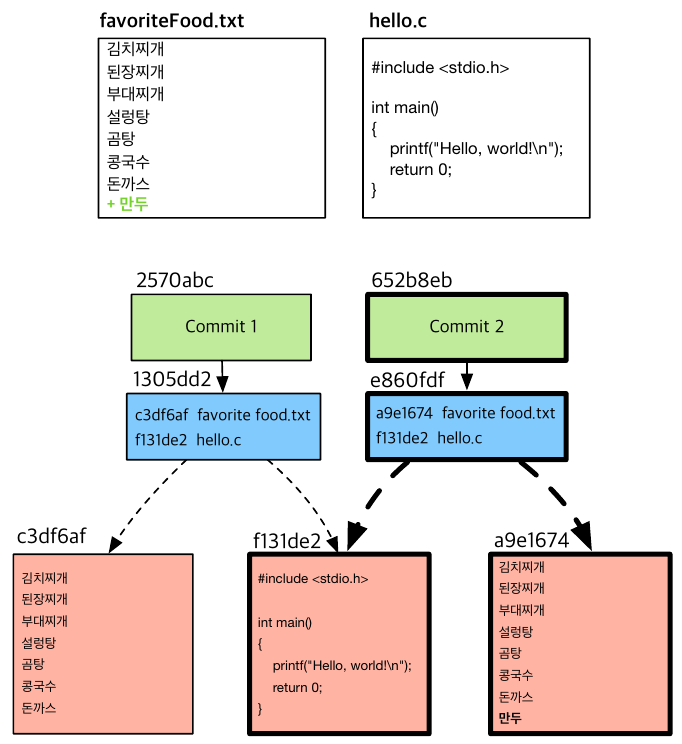 favoriteFood.txt
김치찌개
된장찌개
부대찌개
설렁탕
곰탕
콩국수
돈까스
+ 만두
hello.c
#include <stdio.h>
int main()
{
printf("Hello, world!\n");
return 0;
}
2570abc
Commit 1
652b8eb
Commit 2
1305dd2
c3df6af favorite food.txt
f131de2 hello.c
e860fdf
a9e1674 favorite food.txt
f131de2 hello.c
c3df6af
김치찌개
된장찌개
부대찌개
설렁탕
곰탕
콩국수
돈까스
f131de2
#include <stdio.h>
int main()
{
printf("Hello, world!\n");
return 0;
}
a9e1674
김치찌개
된장찌개
부대찌개
설렁탕
곰탕
콩국수
돈까스
만두